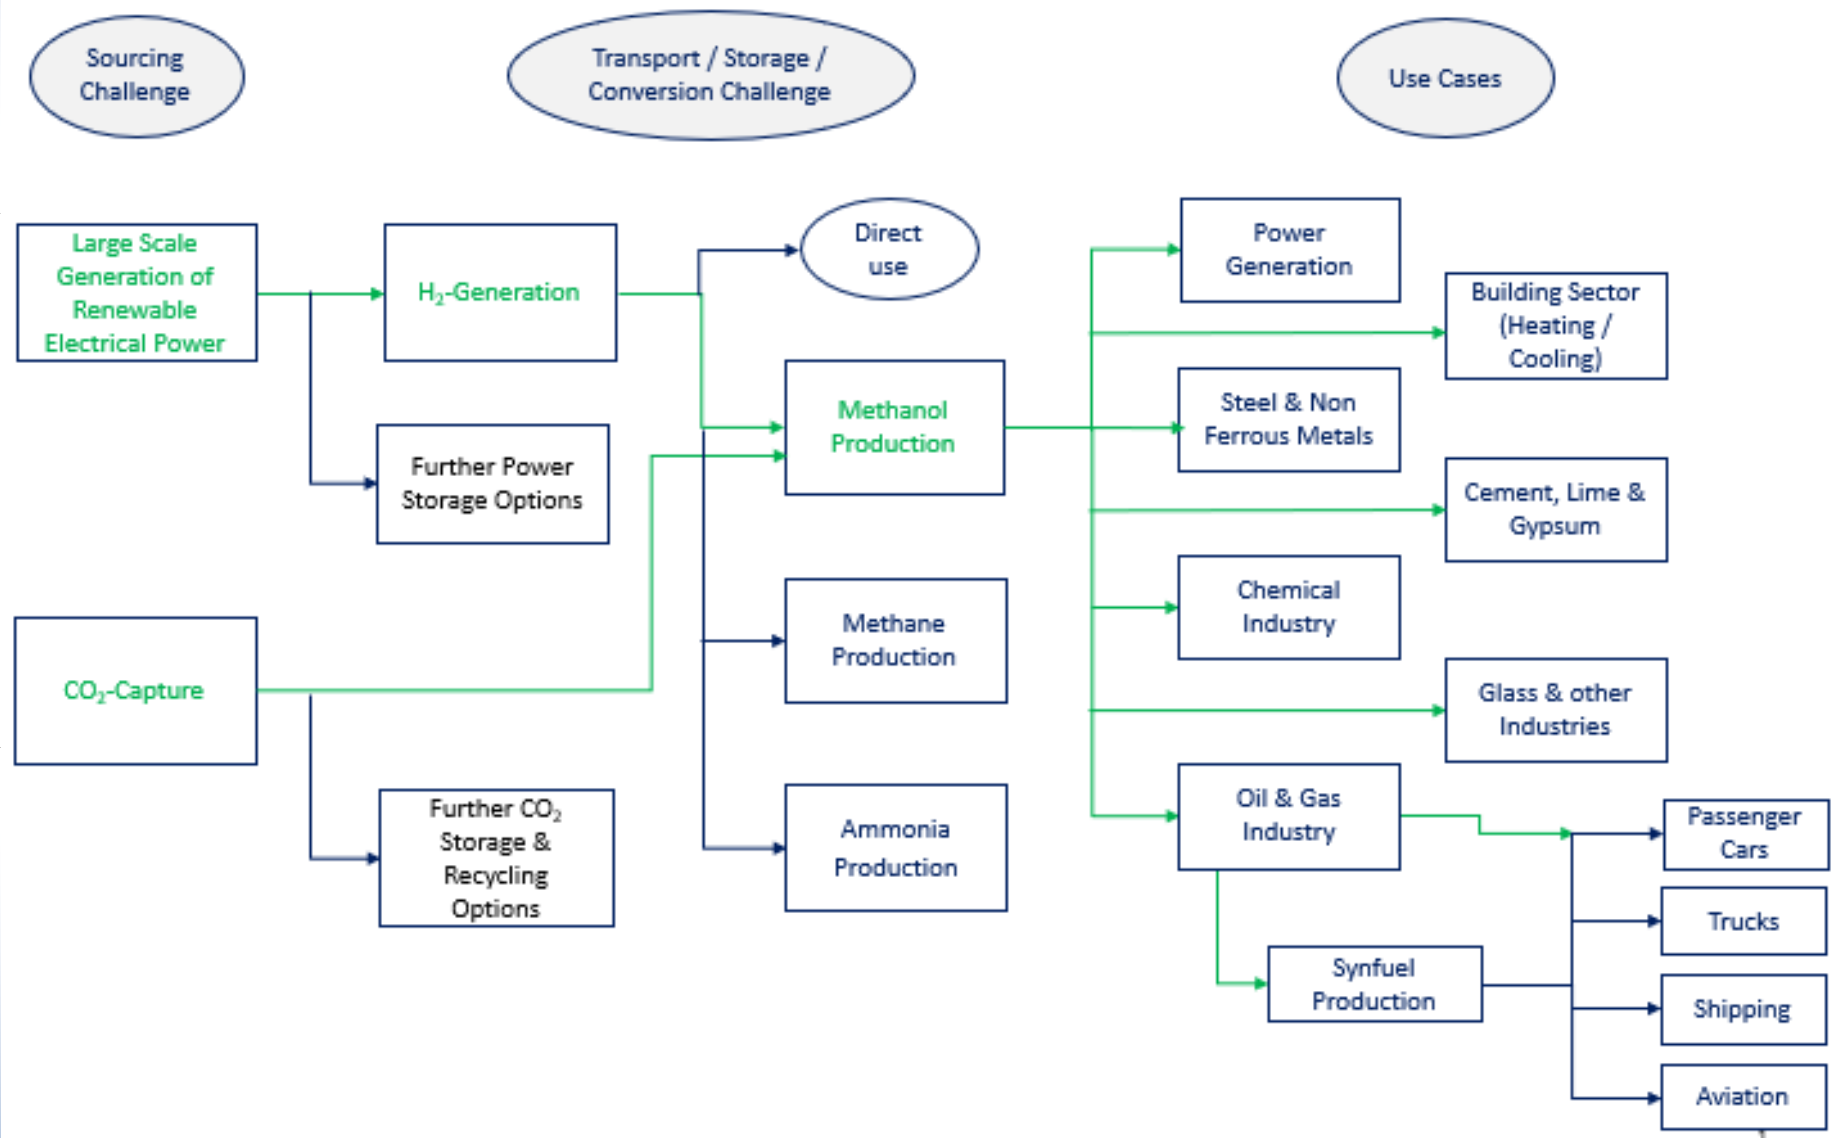 Sourcing
Challenge
Transport / Storage /
Conversion Challenge
Use Cases
Large Scale
Generation of
Renewable
Electrical Power
H₂-Generation
Direct
use
Further Power
Storage Options
Methanol
Production
CO₂-Capture
Methane
Production
Further CO₂
Storage &
Recycling
Options
Ammonia
Production
Power
Generation
Building Sector
(Heating /
Cooling)
Steel & Non
Ferrous Metals
Cement, Lime &
Gypsum
Chemical
Industry
Glass & other
Industries
Oil & Gas
Industry
Synfuel
Production
Passenger
Cars
Trucks
Shipping
Aviation